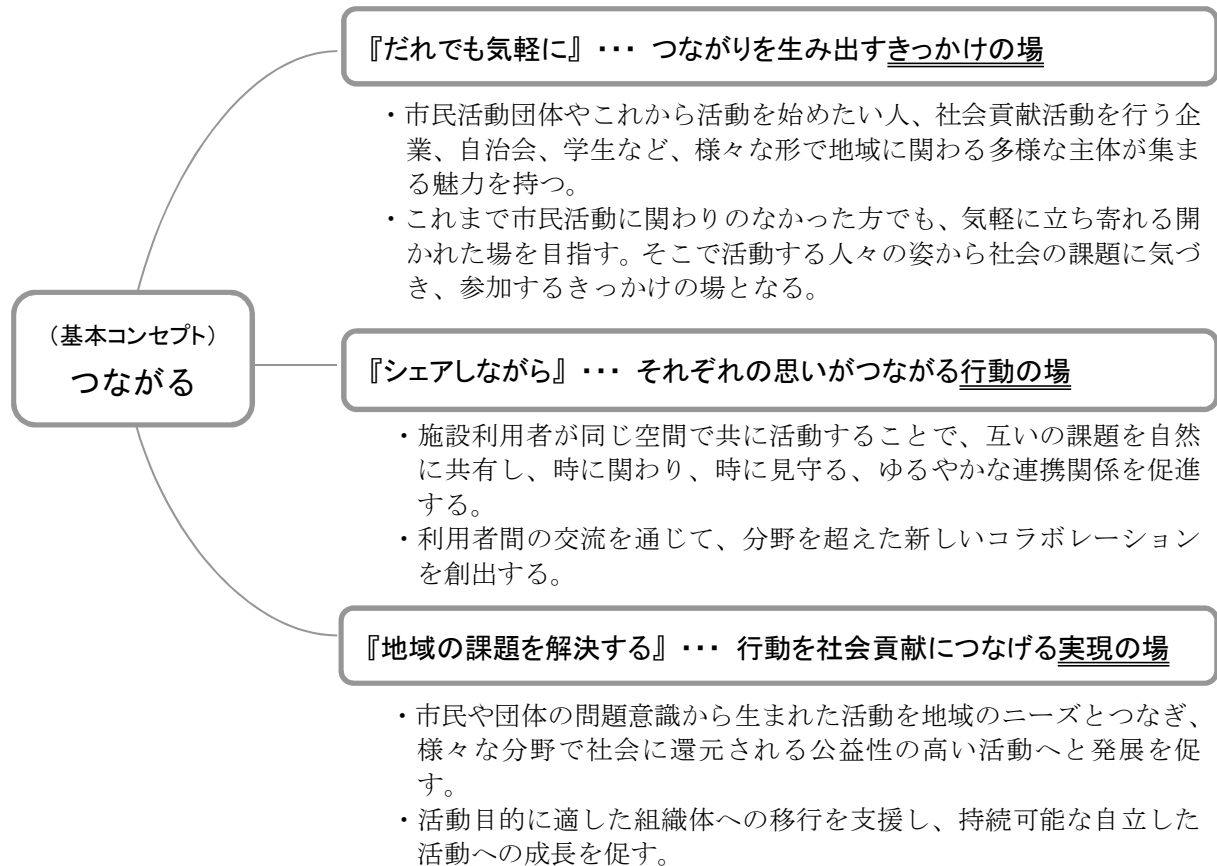 『だれでも気軽に』 ･･･ つながりを生み出すきっかけの場
・市民活動団体やこれから活動を始めたい人、社会貢献活動を行う企
業、自治会、学生など、様々な形で地域に関わる多様な主体が集ま
る魅力を持つ。
・これまで市民活動に関わりのなかった方でも、気軽に立ち寄れる開
かれた場を目指す。そこで活動する人々の姿から社会の課題に気づ
き、参加するきっかけの場となる。
（基本コンセプト）
つながる
『シェアしながら』 ･･･ それぞれの思いがつながる行動の場
・施設利用者が同じ空間で共に活動することで、互いの課題を自然
に共有し、時に関わり、時に見守る、ゆるやかな連携関係を促進
する。
・利用者間の交流を通じて、分野を超えた新しいコラボレーション
を創出する。
『地域の課題を解決する』 ･･･ 行動を社会貢献につなげる実現の場
・市民や団体の問題意識から生まれた活動を地域のニーズとつなぎ、
様々な分野で社会に還元される公益性の高い活動へと発展を促
す。
・活動目的に適した組織体への移行を支援し、持続可能な自立した
活動への成長を促す。